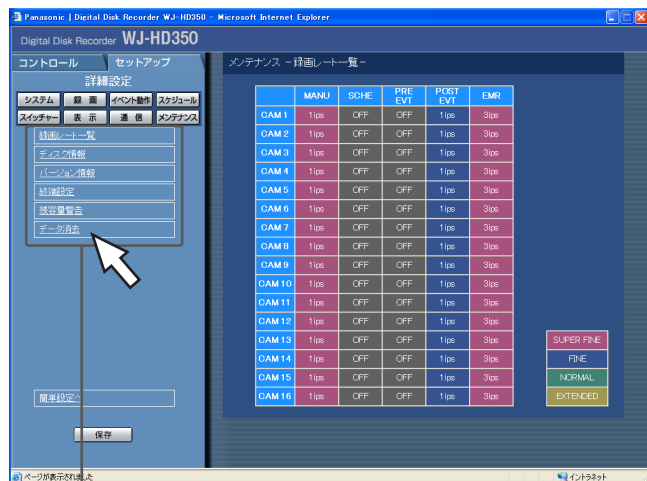 Panasonic | Digital Disk Recorder WJ-HD350 - Microsoft Internet Explorer
Digital Disk Recorder WJ-HD350
コントロール セットアップ
詳細設定
システム 録 画 イベント動作 スケジュール
スイッチャー 表 示 通 信 メンテナンス
録画レート一覧
ディスク情報
バージョン情報
終端設定
残容量警告
データ消去
簡単設定へ
保存
メンテナンス －録画レート一覧－
MANU SCHE PRE EVT POST EVT EMR
CAM 1 1ips OFF OFF 1ips 3ips
CAM 2 1ips OFF OFF 1ips 3ips
CAM 3 1ips OFF OFF 1ips 3ips
CAM 4 1ips OFF OFF 1ips 3ips
CAM 5 1ips OFF OFF 1ips 3ips
CAM 6 1ips OFF OFF 1ips 3ips
CAM 7 1ips OFF OFF 1ips 3ips
CAM 8 1ips OFF OFF 1ips 3ips
CAM 9 1ips OFF OFF 1ips 3ips
CAM 10 1ips OFF OFF 1ips 3ips
CAM 11 1ips OFF OFF 1ips 3ips
CAM 12 1ips OFF OFF 1ips 3ips
CAM 13 1ips OFF OFF 1ips 3ips
CAM 14 1ips OFF OFF 1ips 3ips
CAM 15 1ips OFF OFF 1ips 3ips
CAM 16 1ips OFF OFF 1ips 3ips
SUPER FINE
FINE
NORMAL
EXTENDED
ページが表示されました イントラネット